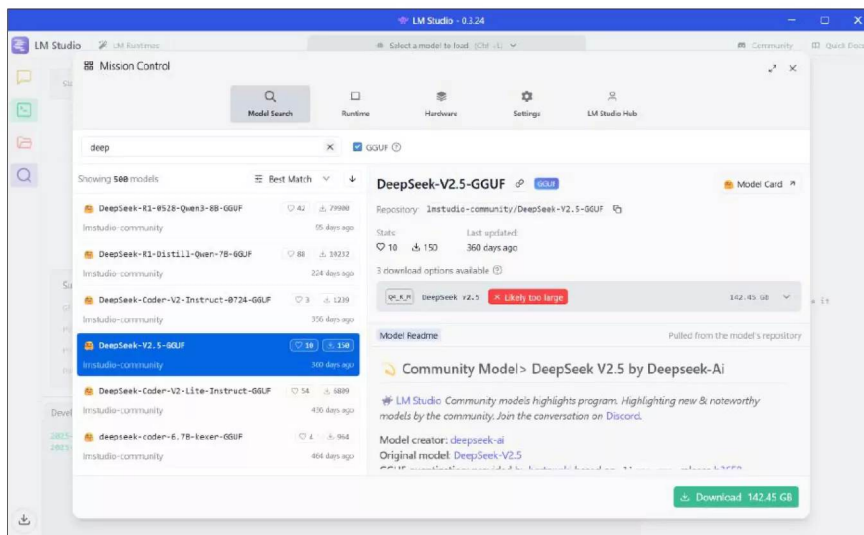 LM Studio - 0.3.24
LM Studio
LM Runtimes
Select a model to load (Ctrl + L)
Community
Quick Docs
Mission Control
Model Search
Runtime
Hardware
Settings
LM Studio Hub
deep
GGUF
Showing 500 models
Best Match
DeepSeek-R1-0528-Qwen3-8B-GGUF 42
lmstudio-community 95 days ago
DeepSeek-R1-Distill-Qwen-7B-GGUF 88 10232
lmstudio-community 224 days ago
DeepSeek-Coder-V2-Instruct-0724-GGUF 3 1239
lmstudio-community 356 days ago
DeepSeek-V2.5-GGUF 10 150
lmstudio-community 360 days ago
DeepSeek-Coder-V2-Lite-Instruct-GGUF 54
lmstudio-community 436 days ago
deepseek-coder-6.7B-kexer-GGUF 4 964
lmstudio-community 464 days ago
DeepSeek-V2.5-GGUF GGUF
Model Card
Repository lmstudio-community/DeepSeek-V2.5-GGUF
Stats Last updated
10 150 360 days ago
3 download options available
Q4_K_M DeepSeek v2.5 Likely too large 142.45 GB
Model Readme Pulled from the model's repository
Community Model> DeepSeek V2.5 by Deepseek-Ai
LM Studio Community models highlights program. Highlighting new & noteworthy
models by the community. Join the conversation on Discord.
Model creator: deepseek-ai
Original model: DeepSeek-V2.5
Download 142.45 GB